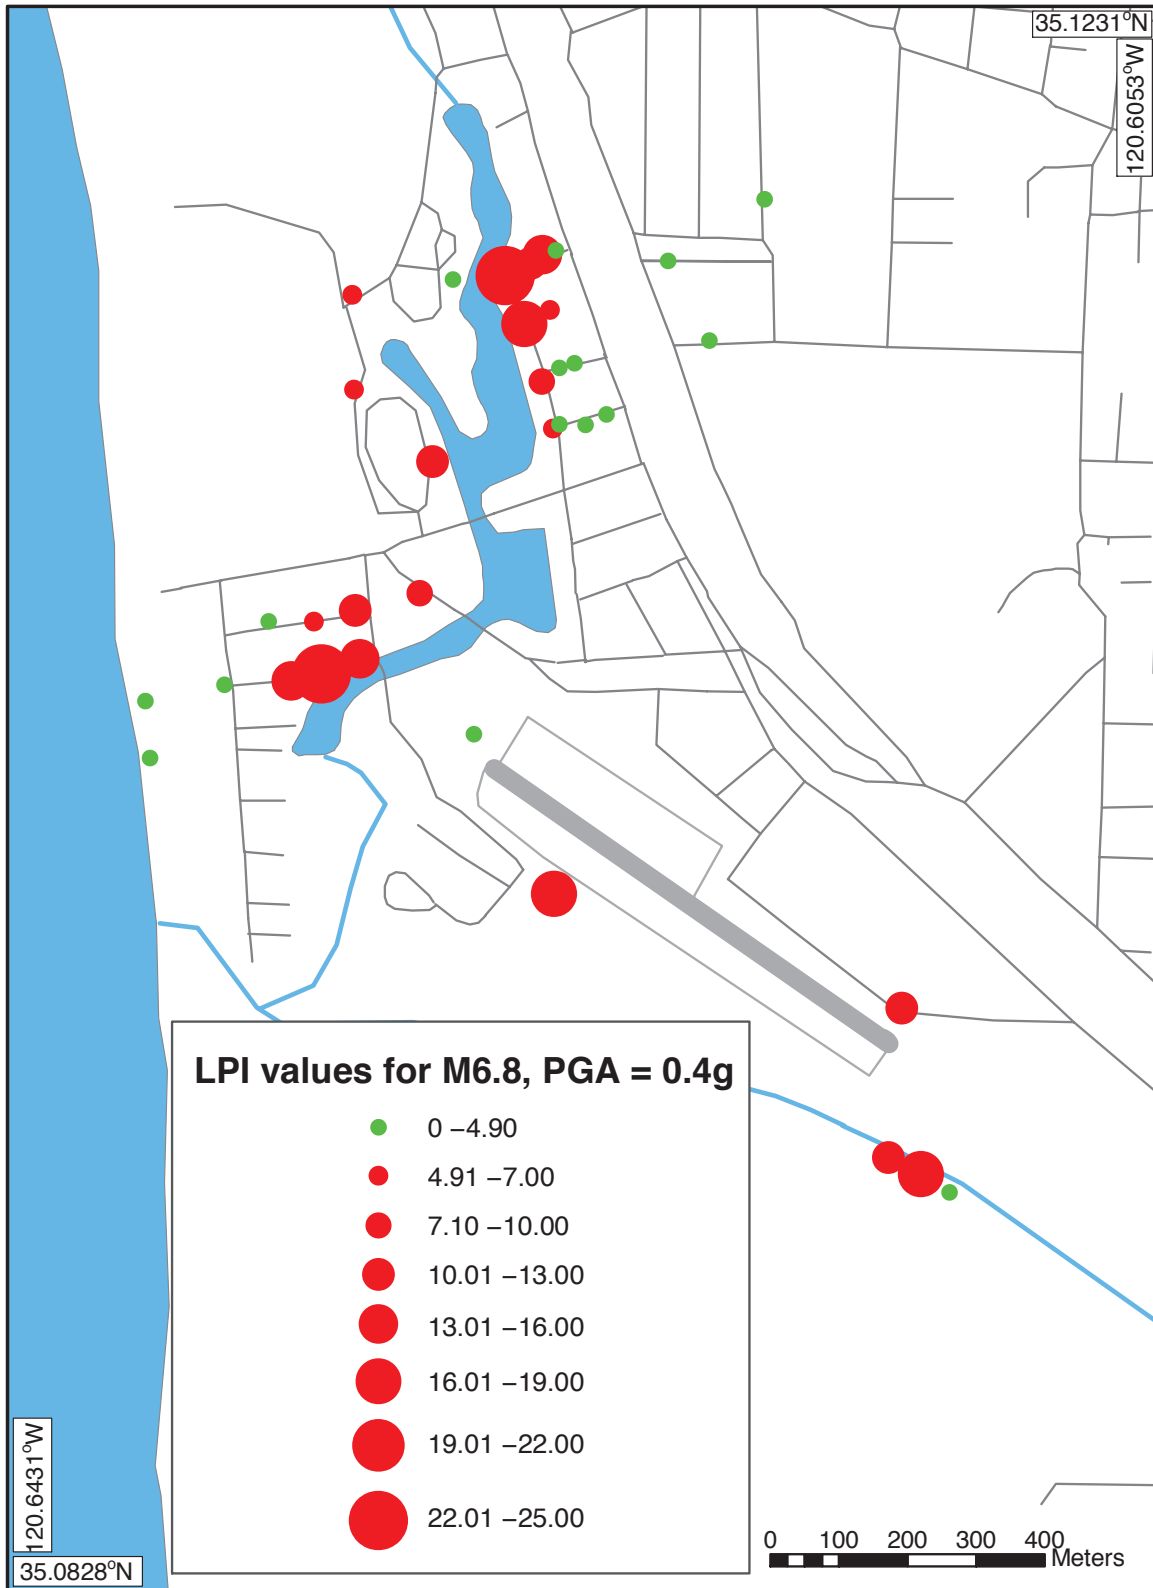 35.1231°N
120.6053°W
LPI values for M6.8, PGA = 0.4g
0 –4.90
4.91 –7.00
7.10 –10.00
10.01 –13.00
13.01 –16.00
16.01 –19.00
19.01 –22.00
22.01 –25.00
120.6431°W
35.0828°N
0 100 200 300 400
Meters